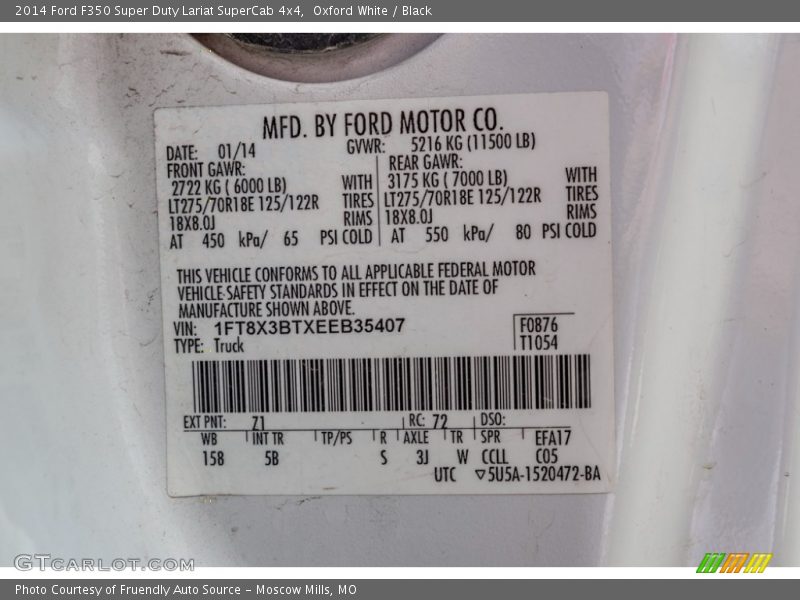 2014 Ford F350 Super Duty Lariat SuperCab 4x4, Oxford White / Black
MFD. BY FORD MOTOR CO.
DATE: 01/14 GVWR: 5216 KG (11500 LB)
FRONT GAWR: REAR GAWR:
2722 KG ( 6000 LB) WITH 3175 KG ( 7000 LB) WITH
LT275/70R18E 125/122R TIRES LT275/70R18E 125/122R TIRES
18X8.0J RIMS 18X8.0J RIMS
AT 450 kPa/ 65 PSI COLD AT 550 kPa/ 80 PSI COLD
THIS VEHICLE CONFORMS TO ALL APPLICABLE FEDERAL MOTOR
VEHICLE SAFETY STANDARDS IN EFFECT ON THE DATE OF
MANUFACTURE SHOWN ABOVE.
VIN: 1FT8X3BTXEEB35407 F0876
TYPE: Truck T1054
EXT PNT: Z1 RC: 72 DSO:
WB INT TR TP/PS R AXLE TR SPR EFA17
158 5B S 3J W CCLL C05
UTC ▽5U5A-1520472-BA
GTCarLot.com
Photo Courtesy of Fruendly Auto Source - Moscow Mills, MO